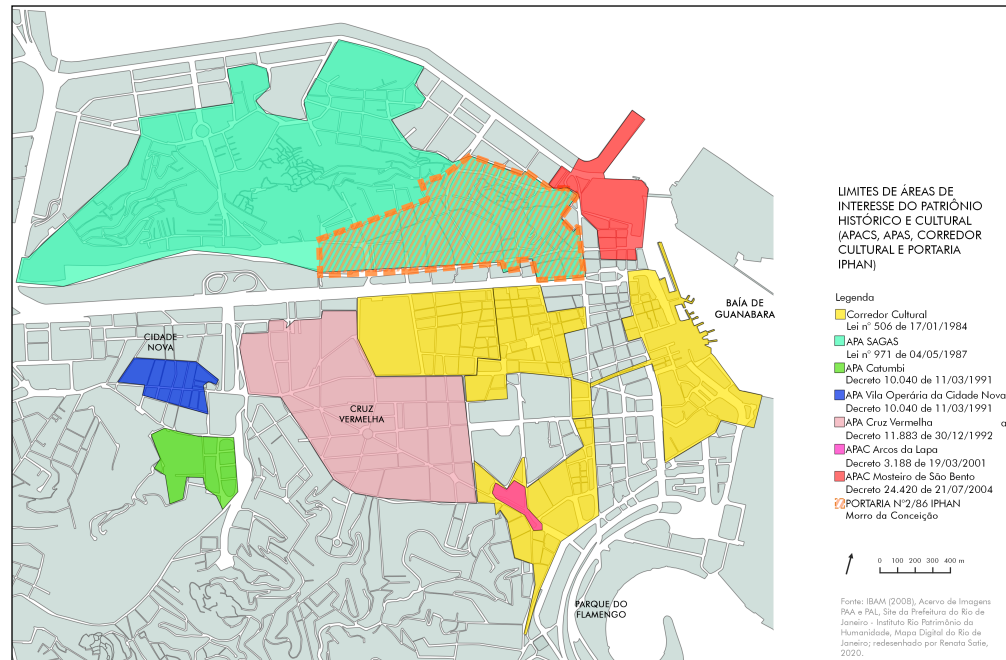 LIMITES DE ÁREAS DE
INTERESSE DO PATRIÔNIO
HISTÓRICO E CULTURAL
(APACS, APAS, CORREDOR
CULTURAL E PORTARIA
IPHAN)
Legenda
Corredor Cultural
Lei n° 506 de 17/01/1984
APA SAGAS
Lei n° 971 de 04/05/1987
APA Catumbi
Decreto 10.040 de 11/03/1991
APA Vila Operária da Cidade Nova
Decreto 10.040 de 11/03/1991
APA Cruz Vermelha a
Decreto 11.883 de 30/12/1992
APAC Arcos da Lapa
Decreto 3.188 de 19/03/2001
APAC Mosteiro de São Bento
Decreto 24.420 de 21/07/2004
PORTARIA N°2/86 IPHAN
Morro da Conceição
0 100 200 300 400 m
Fonte: IBAM (2008), Acervo de Imagens
PAA e PAL, Site da Prefeitura do Rio de
Janeiro - Instituto Rio Patrimônio da
Humanidade, Mapa Digital do Rio de
Janeiro; redesenhado por Renata Satie,
2020.
BAÍA DE
GUANABARA
CIDADE
NOVA
CRUZ
VERMELHA
PARQUE DO
FLAMENGO